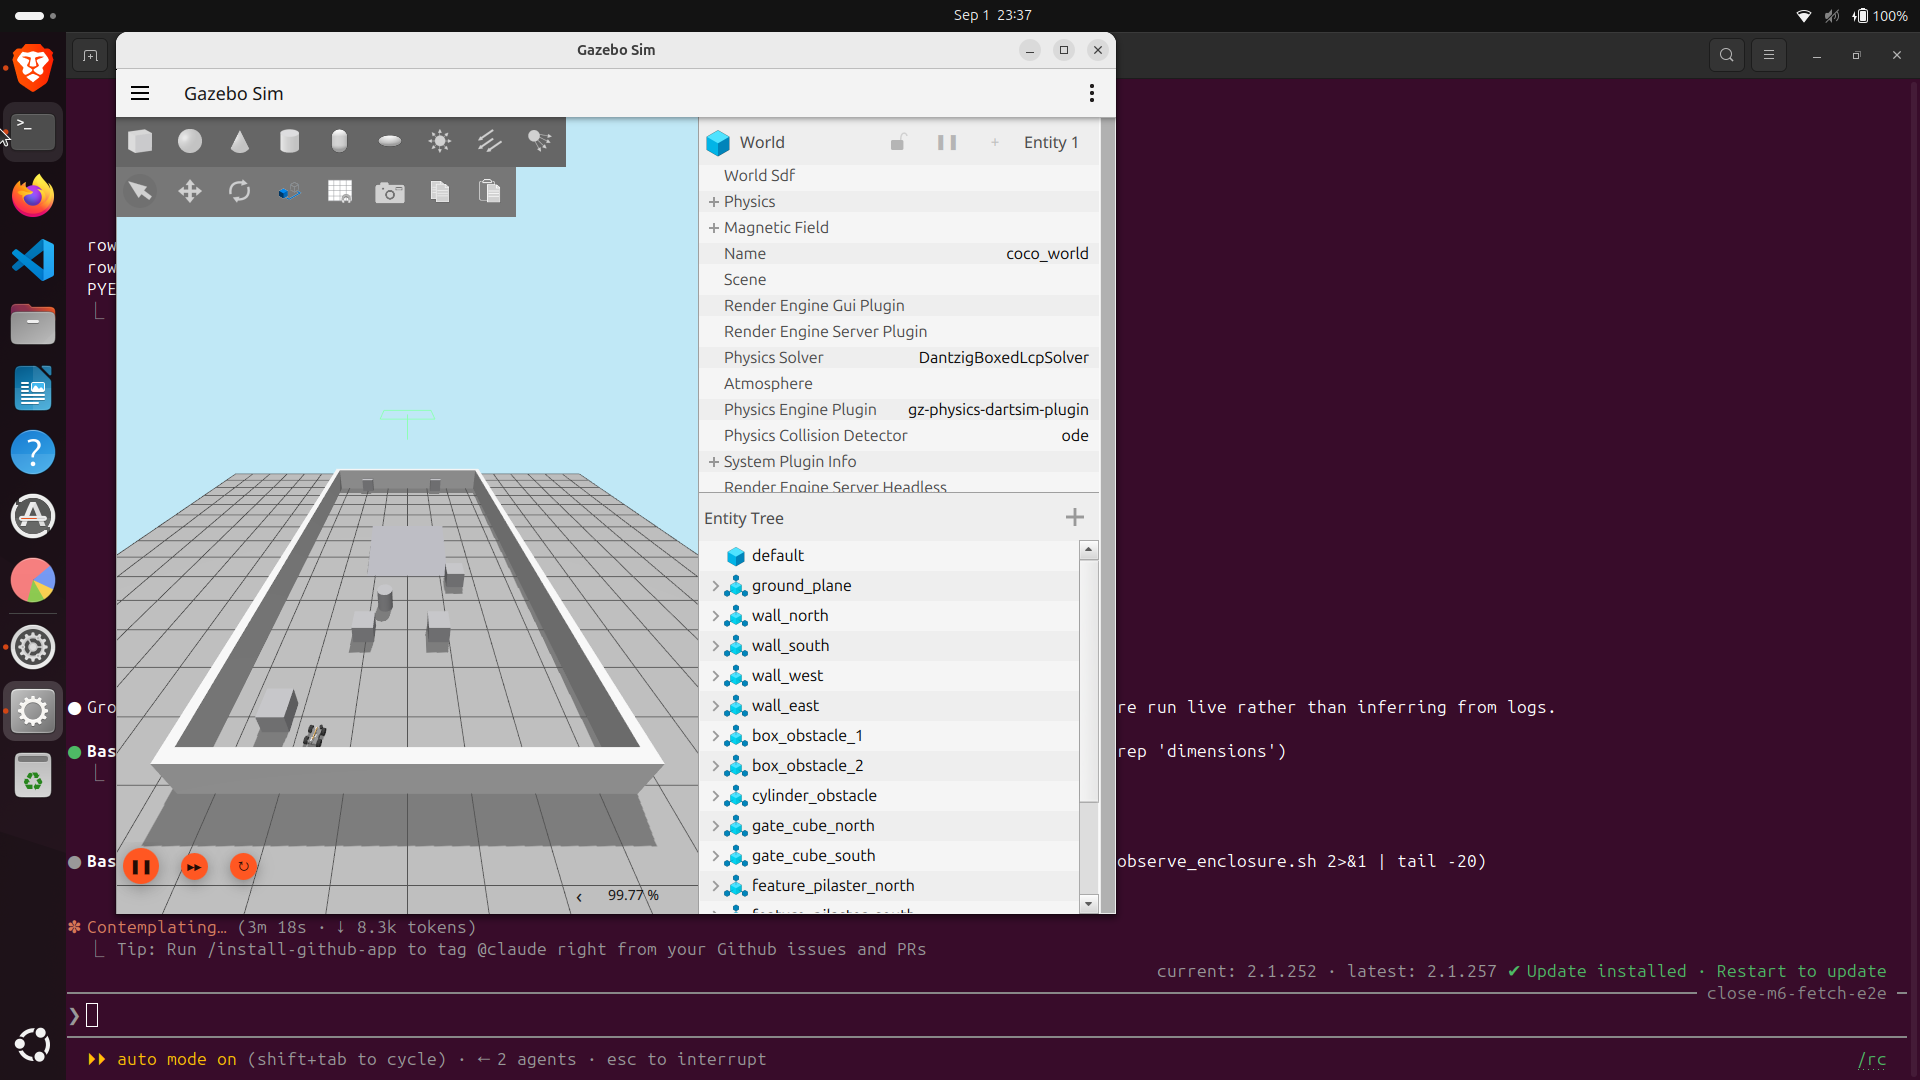 Sep 1 23:37
100%
Gazebo Sim
Gazebo Sim
World
Entity 1
World Sdf
+ Physics
+ Magnetic Field
Name coco_world
Scene
Render Engine Gui Plugin
Render Engine Server Plugin
Physics Solver DantzigBoxedLcpSolver
Atmosphere
Physics Engine Plugin gz-physics-dartsim-plugin
Physics Collision Detector ode
+ System Plugin Info
Render Engine Server Headless
Entity Tree
default
ground_plane
wall_north
wall_south
wall_west
wall_east
box_obstacle_1
box_obstacle_2
cylinder_obstacle
gate_cube_north
gate_cube_south
feature_pilaster_north
99.77 %
row
row
PYE
Gro
re run live rather than inferring from logs.
Bas
rep 'dimensions')
Bas
observe_enclosure.sh 2>&1 | tail -20)
✽ Contemplating… (3m 18s · ↓ 8.3k tokens)
⎿ Tip: Run /install-github-app to tag @claude right from your Github issues and PRs
current: 2.1.252 · latest: 2.1.257 ✔ Update installed · Restart to update
close-m6-fetch-e2e
❯
⏵⏵ auto mode on (shift+tab to cycle) · ← 2 agents · esc to interrupt
/rc